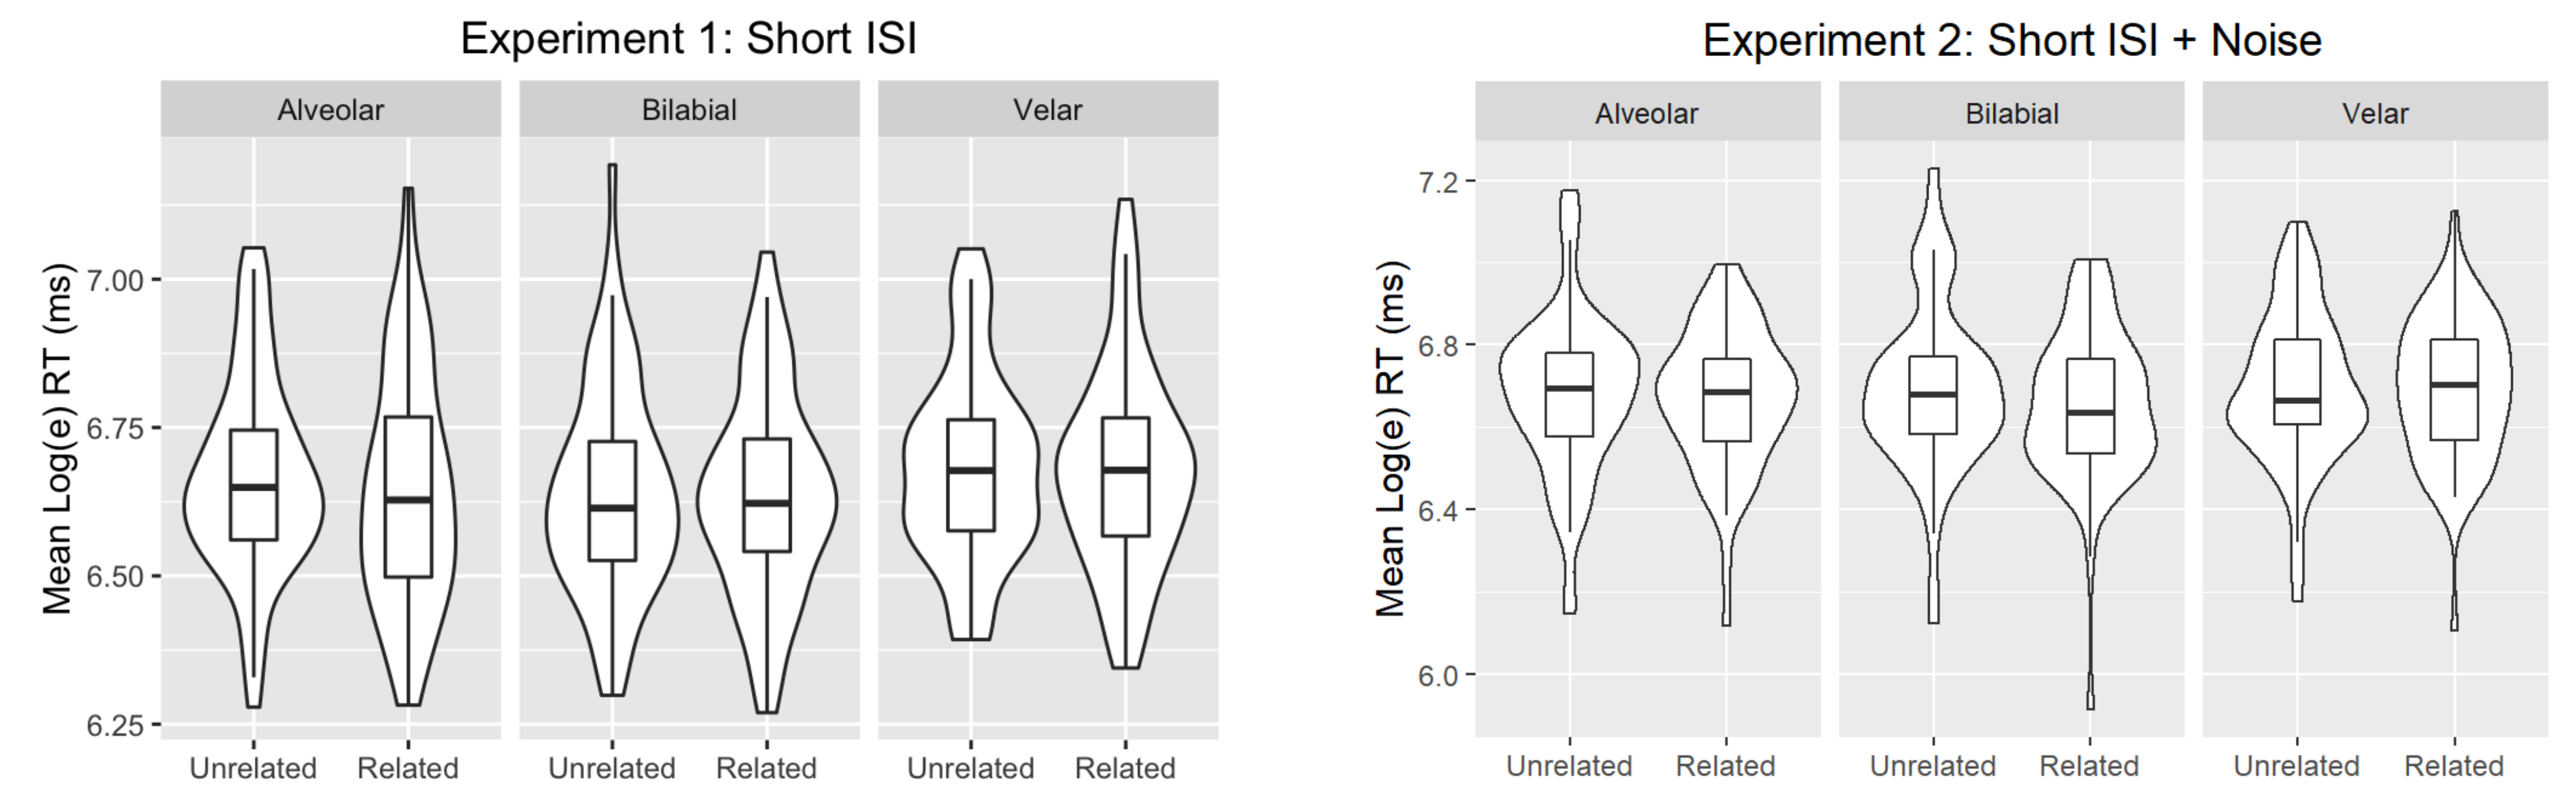 Experiment 1: Short ISI
Alveolar
Bilabial
Velar
Mean Log(e) RT (ms)
7.00
6.75
6.50
6.25
Unrelated Related
Unrelated Related
Unrelated Related
Experiment 2: Short ISI + Noise
Alveolar
Bilabial
Velar
Mean Log(e) RT (ms)
7.2
6.8
6.4
6.0
Unrelated Related
Unrelated Related
Unrelated Related